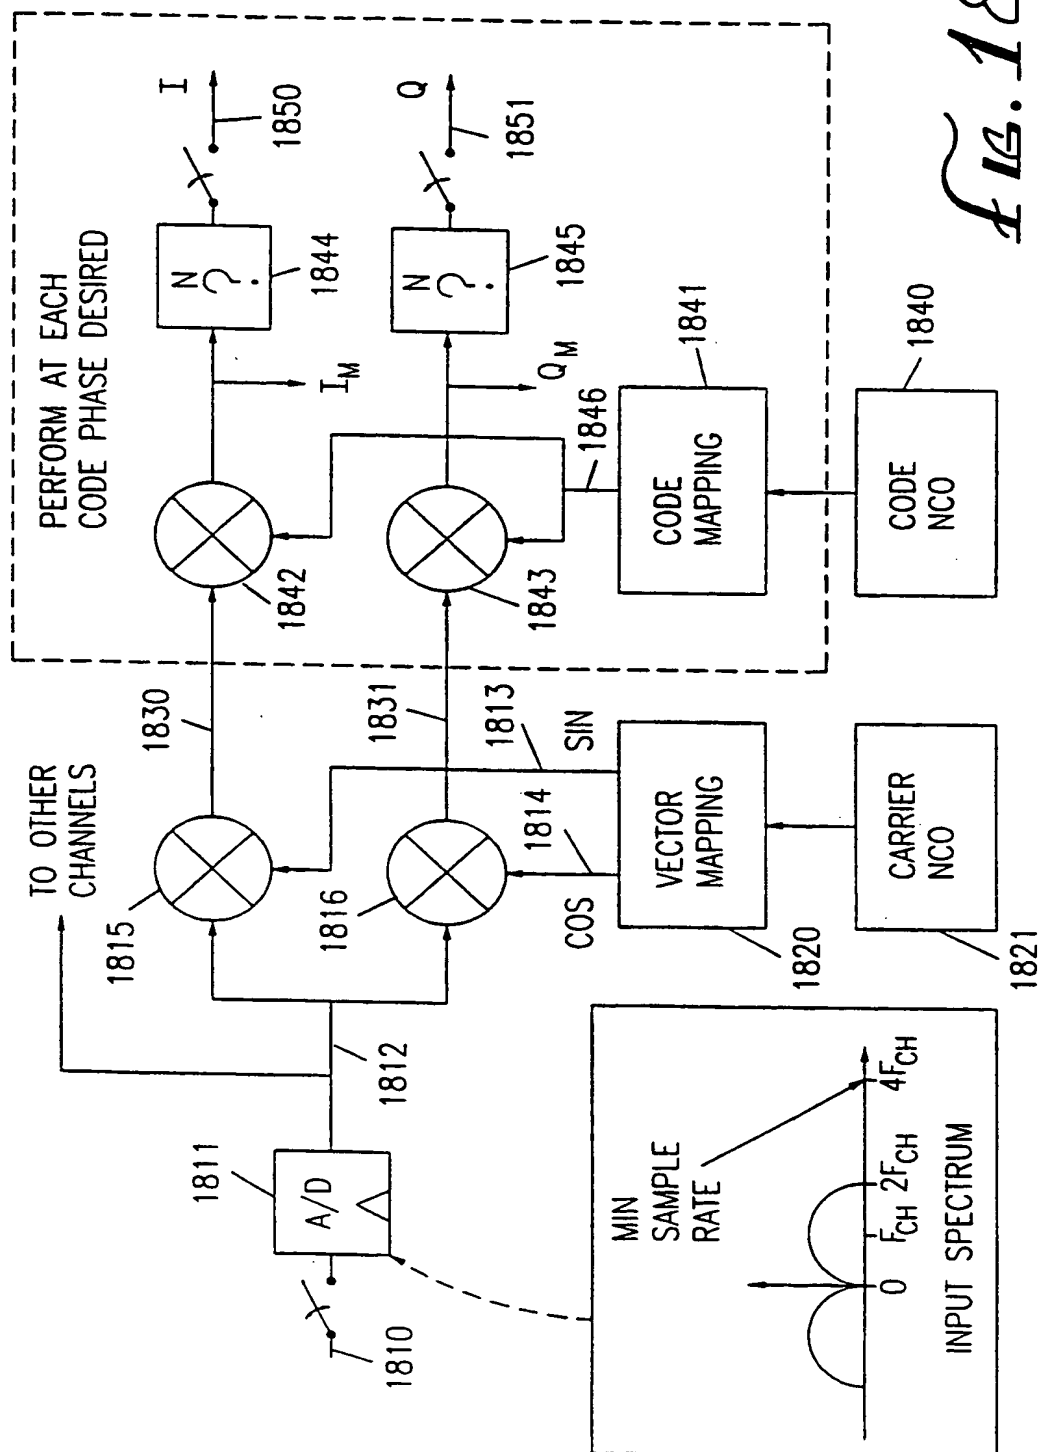 PERFORM AT EACH
CODE PHASE DESIRED
TO OTHER
CHANNELS
1815
1830
1842
N
?
1844
I
1850
1810
1811
A/D
1812
1816
1831
1843
I_M
N
?
1845
Q
1851
Q_M
COS
1814
1813
SIN
1846
VECTOR
MAPPING
1820
CODE
MAPPING
1841
CARRIER
NCO
1821
CODE
NCO
1840
MIN
SAMPLE
RATE
0
F_CH
2F_CH
4F_CH
INPUT SPECTRUM
FIG. 18